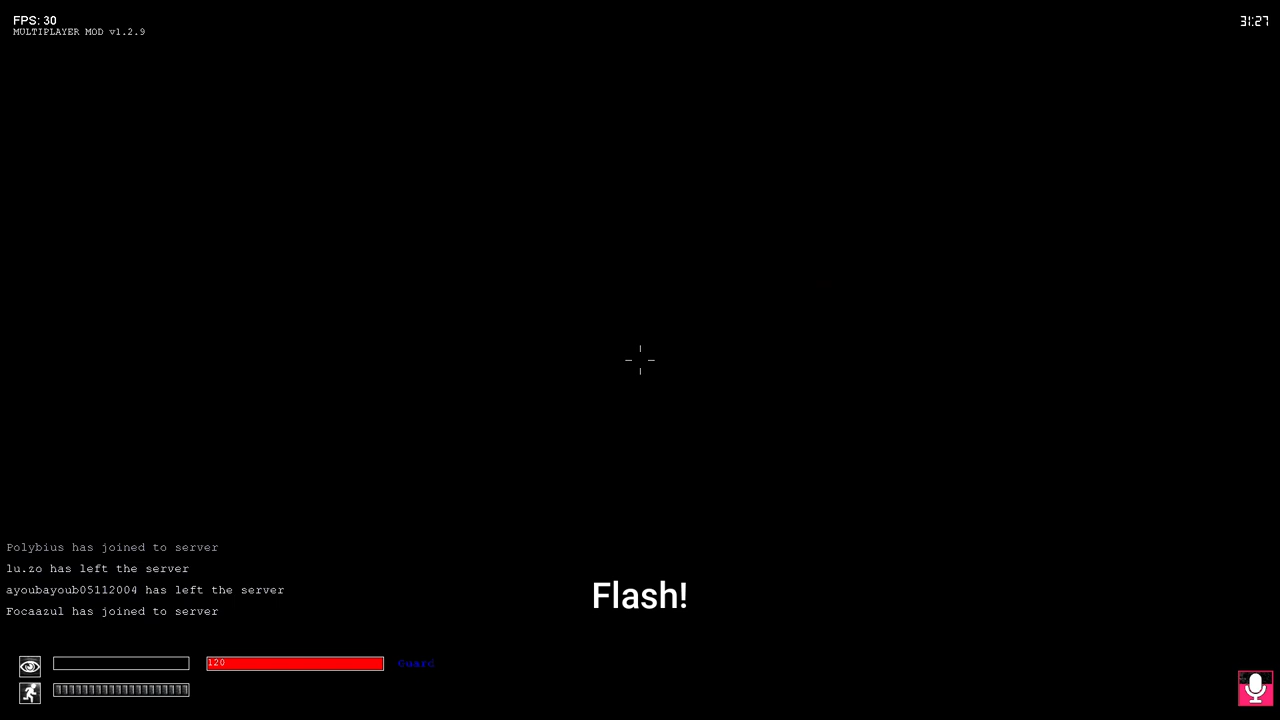 FPS: 30
MULTIPLAYER MOD v1.2.9
31:27
Polybius has joined to server
lu.zo has left the server
ayoubayoub05112004 has left the server
Focaazul has joined to server
Flash!
120
Guard